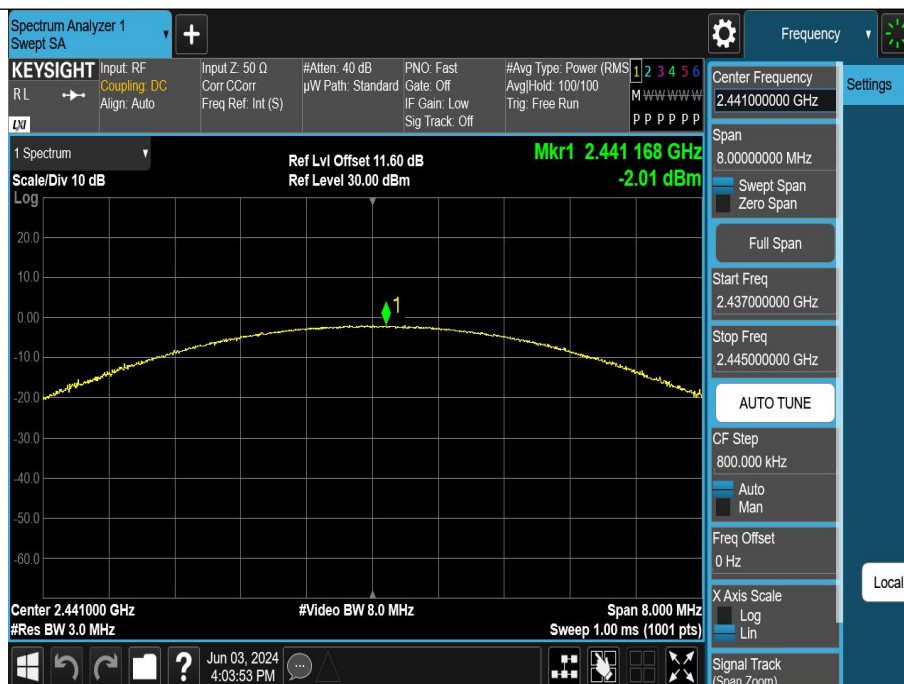 Spectrum Analyzer 1
Swept SA
+
Frequency
KEYSIGHT
R L
LXI
Input: RF
Coupling: DC
Align: Auto
Input Z: 50 Ω
Corr CCorr
Freq Ref: Int (S)
#Atten: 40 dB
µW Path: Standard
PNO: Fast
Gate: Off
IF Gain: Low
Sig Track: Off
#Avg Type: Power (RMS
Avg|Hold: 100/100
Trig: Free Run
1 2 3 4 5 6
M W W W W W
P P P P P P
Center Frequency
2.441000000 GHz
Settings
Span
8.00000000 MHz
Swept Span
Zero Span
Full Span
Start Freq
2.437000000 GHz
Stop Freq
2.445000000 GHz
AUTO TUNE
CF Step
800.000 kHz
Auto
Man
Freq Offset
0 Hz
X Axis Scale
Log
Lin
Signal Track
(Span Zoom)
Local
1 Spectrum
Scale/Div 10 dB
Ref Lvl Offset 11.60 dB
Ref Level 30.00 dBm
Mkr1 2.441 168 GHz
-2.01 dBm
Log
20.0
10.0
0.00
-10.0
-20.0
-30.0
-40.0
-50.0
-60.0
1
Center 2.441000 GHz
#Res BW 3.0 MHz
#Video BW 8.0 MHz
Span 8.000 MHz
Sweep 1.00 ms (1001 pts)
?
Jun 03, 2024
4:03:53 PM